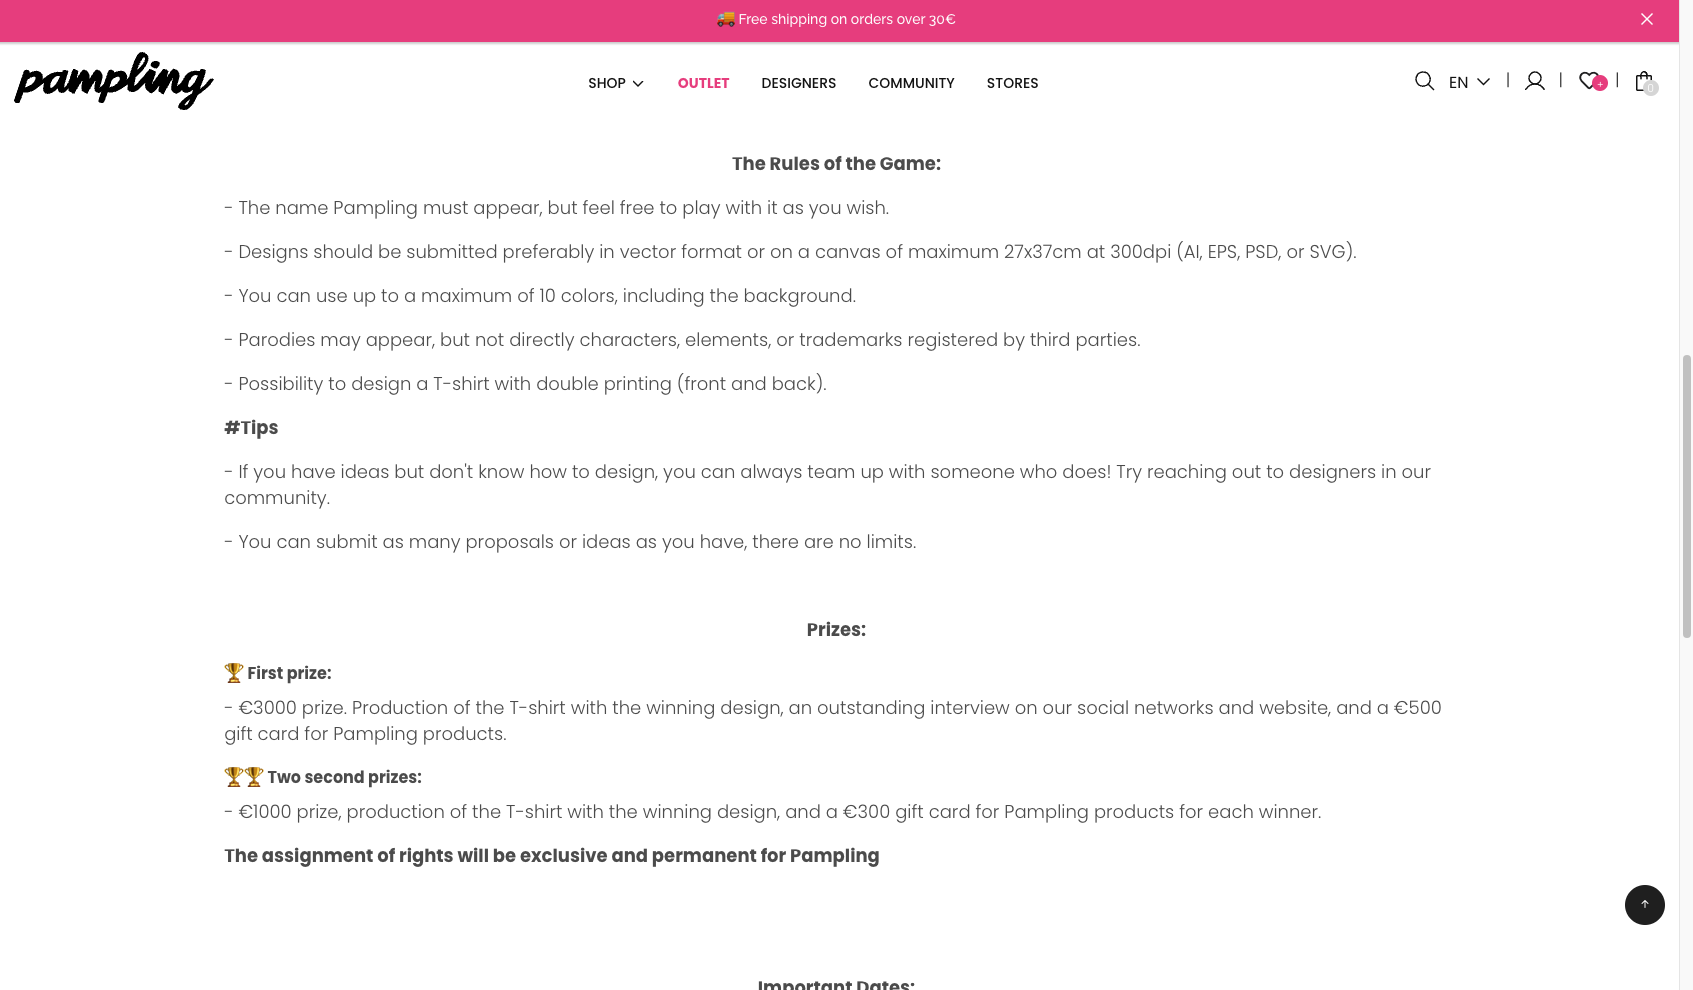 🚚 Free shipping on orders over 30€
pampling
SHOP
OUTLET
DESIGNERS
COMMUNITY
STORES
EN
+
0
The Rules of the Game:
- The name Pampling must appear, but feel free to play with it as you wish.
- Designs should be submitted preferably in vector format or on a canvas of maximum 27x37cm at 300dpi (AI, EPS, PSD, or SVG).
- You can use up to a maximum of 10 colors, including the background.
- Parodies may appear, but not directly characters, elements, or trademarks registered by third parties.
- Possibility to design a T-shirt with double printing (front and back).
#Tips
- If you have ideas but don't know how to design, you can always team up with someone who does! Try reaching out to designers in our
community.
- You can submit as many proposals or ideas as you have, there are no limits.
Prizes:
🏆 First prize:
- €3000 prize. Production of the T-shirt with the winning design, an outstanding interview on our social networks and website, and a €500
gift card for Pampling products.
🏆🏆 Two second prizes:
- €1000 prize, production of the T-shirt with the winning design, and a €300 gift card for Pampling products for each winner.
The assignment of rights will be exclusive and permanent for Pampling
Important Dates: